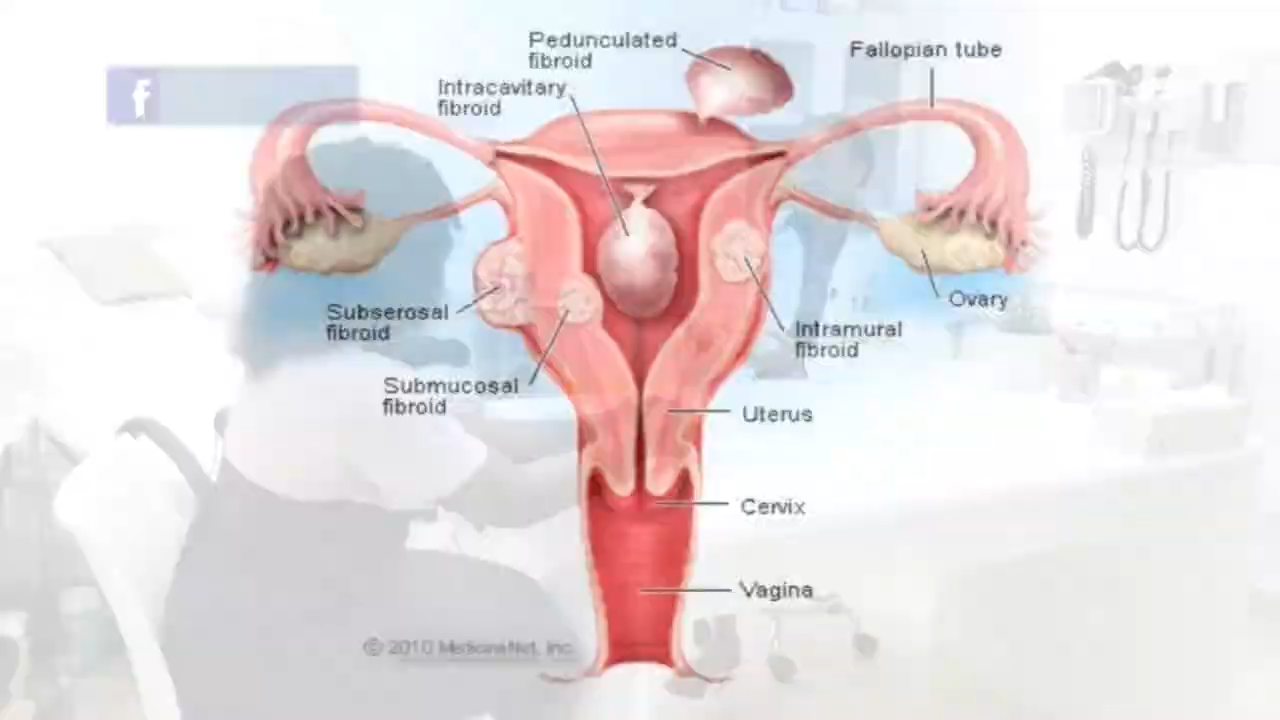 Pedunculated
fibroid
Fallopian tube
Intracavitary
fibroid
f
Subserosal
fibroid
Ovary
Intramural
fibroid
Submucosal
fibroid
Uterus
Cervix
Vagina
© 2010 MedicineNet, Inc.